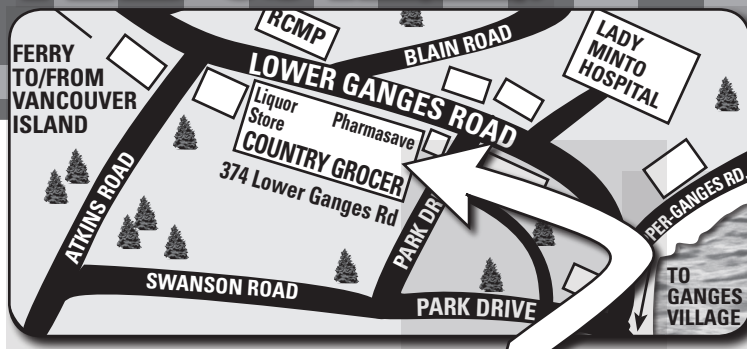 FERRY
TO/FROM
VANCOUVER
ISLAND
RCMP
BLAIN ROAD
LADY
MINTO
HOSPITAL
LOWER GANGES ROAD
Liquor
Store
Pharmasave
COUNTRY GROCER
374 Lower Ganges Rd
ATKINS ROAD
PARK DR
PER-GANGES RD.
SWANSON ROAD
PARK DRIVE
TO
GANGES
VILLAGE